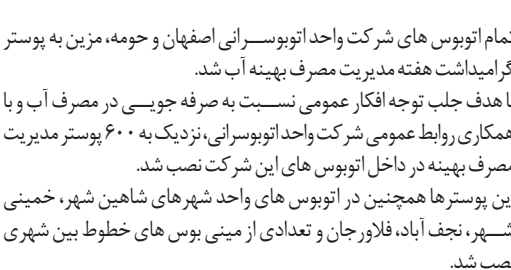 تمام اتوبوس های شرکت واحد اتوبوسرانی اصفهان و حومه، مزین به پوستر
گرامیداشت هفته مدیریت مصرف بهینه آب شد.
با هدف جلب توجه افکار عمومی نسبت به صرفه جویی در مصرف آب و با
همکاری روابط عمومی شرکت واحد اتوبوسرانی، نزدیک به ۶۰۰ پوستر مدیریت
مصرف بهینه در داخل اتوبوس های این شرکت نصب شد.
این پوسترها همچنین در اتوبوس های واحد شهرهای شاهین شهر، خمینی
شهر، نجف آباد، فلاورجان و تعدادی از مینی بوس های خطوط بین شهری
نصب شد.